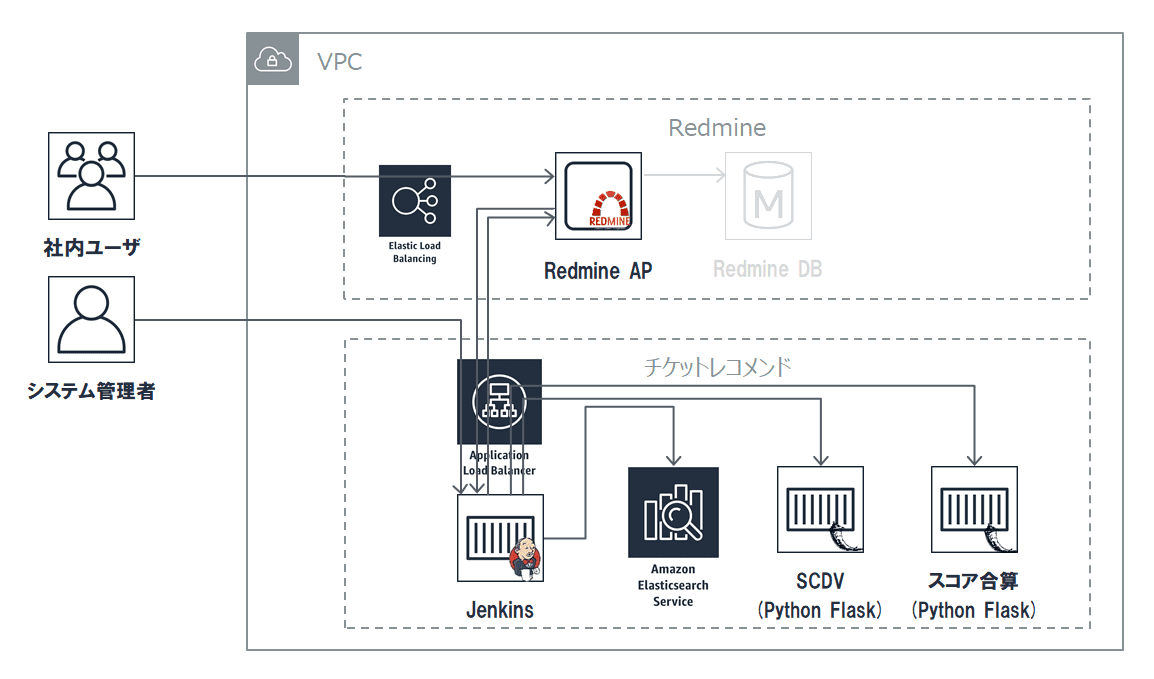 VPC
Redmine
社内ユーザ
Elastic Load
Balancing
REDMINE
Redmine AP
M
Redmine DB
システム管理者
チケットレコメンド
Application
Load Balancer
Jenkins
Amazon
Elasticsearch
Service
SCDV
(Python Flask)
スコア合算
(Python Flask)